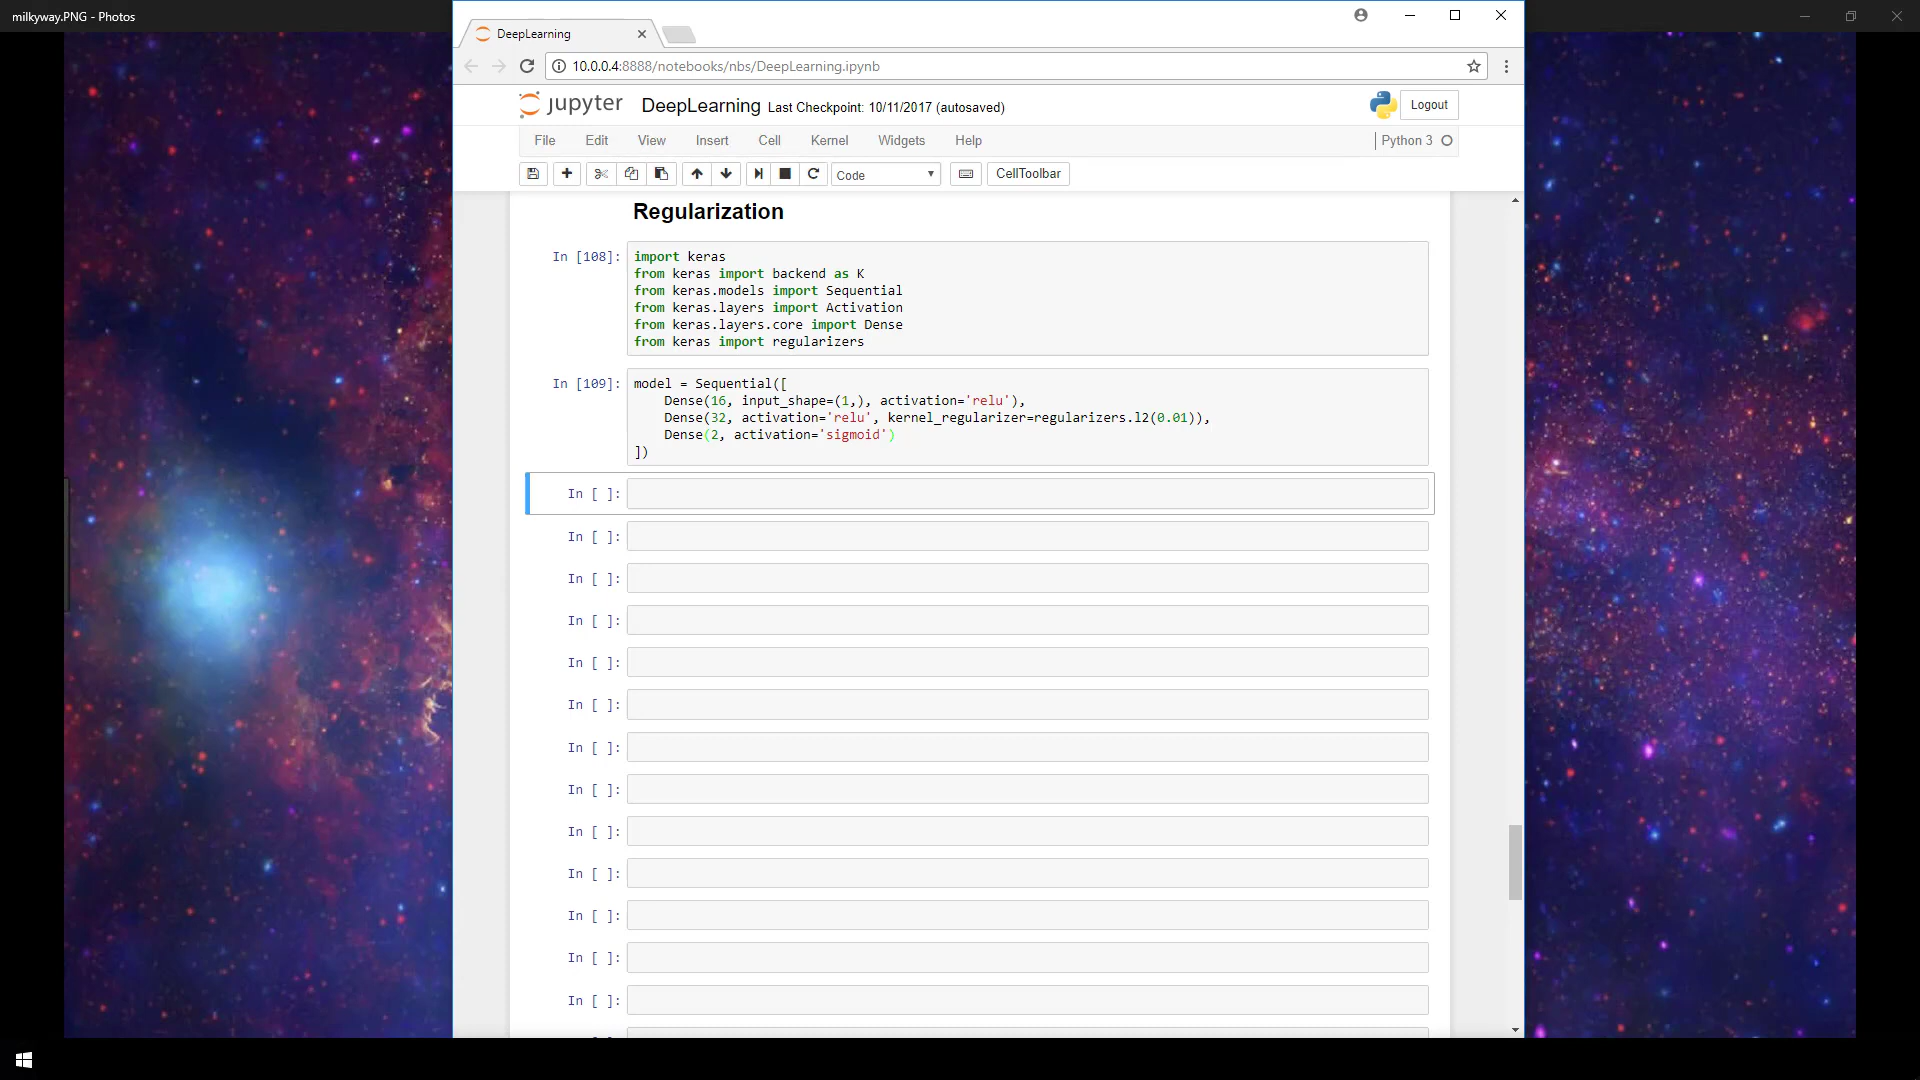 milkyway.PNG - Photos
DeepLearning
10.0.0.4:8888/notebooks/nbs/DeepLearning.ipynb
jupyter DeepLearning Last Checkpoint: 10/11/2017 (autosaved)
Logout
File Edit View Insert Cell Kernel Widgets Help
Python 3
Code
CellToolbar
Regularization
In [108]:
import keras
from keras import backend as K
from keras.models import Sequential
from keras.layers import Activation
from keras.layers.core import Dense
from keras import regularizers
In [109]:
model = Sequential([
    Dense(16, input_shape=(1,), activation='relu'),
    Dense(32, activation='relu', kernel_regularizer=regularizers.l2(0.01)),
    Dense(2, activation='sigmoid')
])
In [ ]:
In [ ]:
In [ ]:
In [ ]:
In [ ]:
In [ ]:
In [ ]:
In [ ]:
In [ ]:
In [ ]:
In [ ]:
In [ ]:
In [ ]: